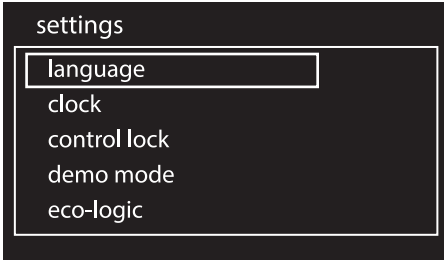 settings
language
clock
control lock
demo mode
eco-logic